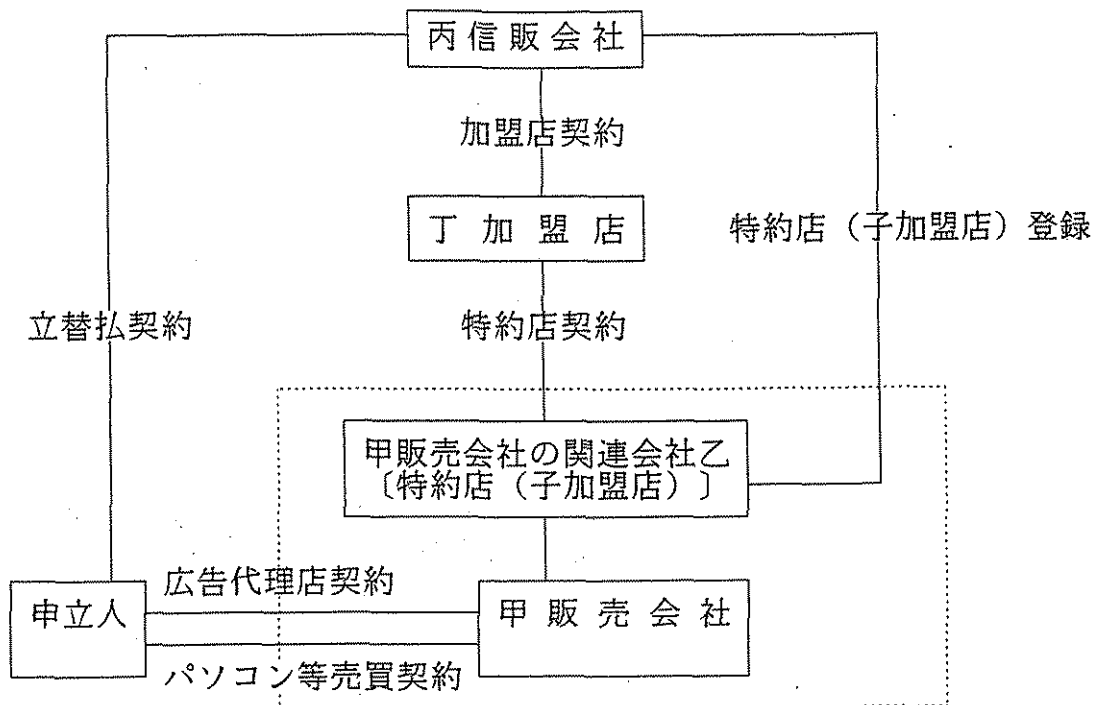 丙信販会社
加盟店契約
丁加盟店
特約店（子加盟店）登録
立替払契約
特約店契約
甲販売会社の関連会社乙
〔特約店（子加盟店）〕
広告代理店契約
申立人
甲販売会社
パソコン等売買契約